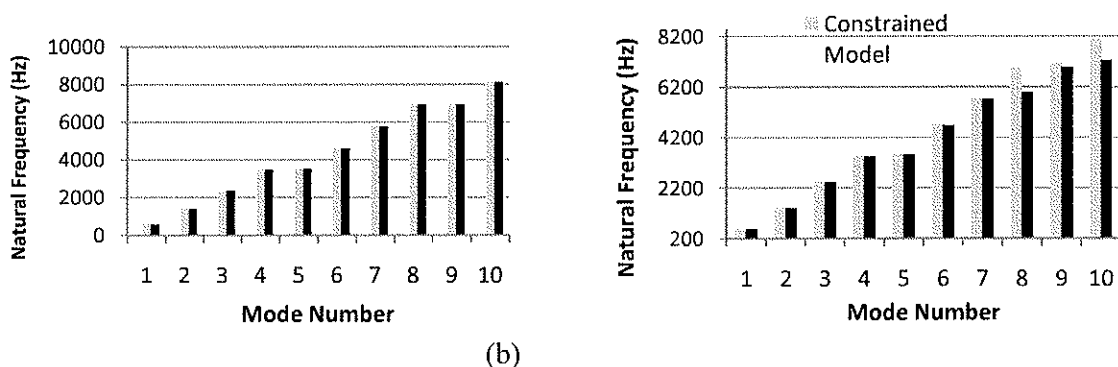 10000
8000
6000
4000
2000
0
Natural Frequency (Hz)
1 2 3 4 5 6 7 8 9 10
Mode Number
8200
6200
4200
2200
200
Natural Frequency (Hz)
Constrained
Model
1 2 3 4 5 6 7 8 9 10
Mode Number
(b)